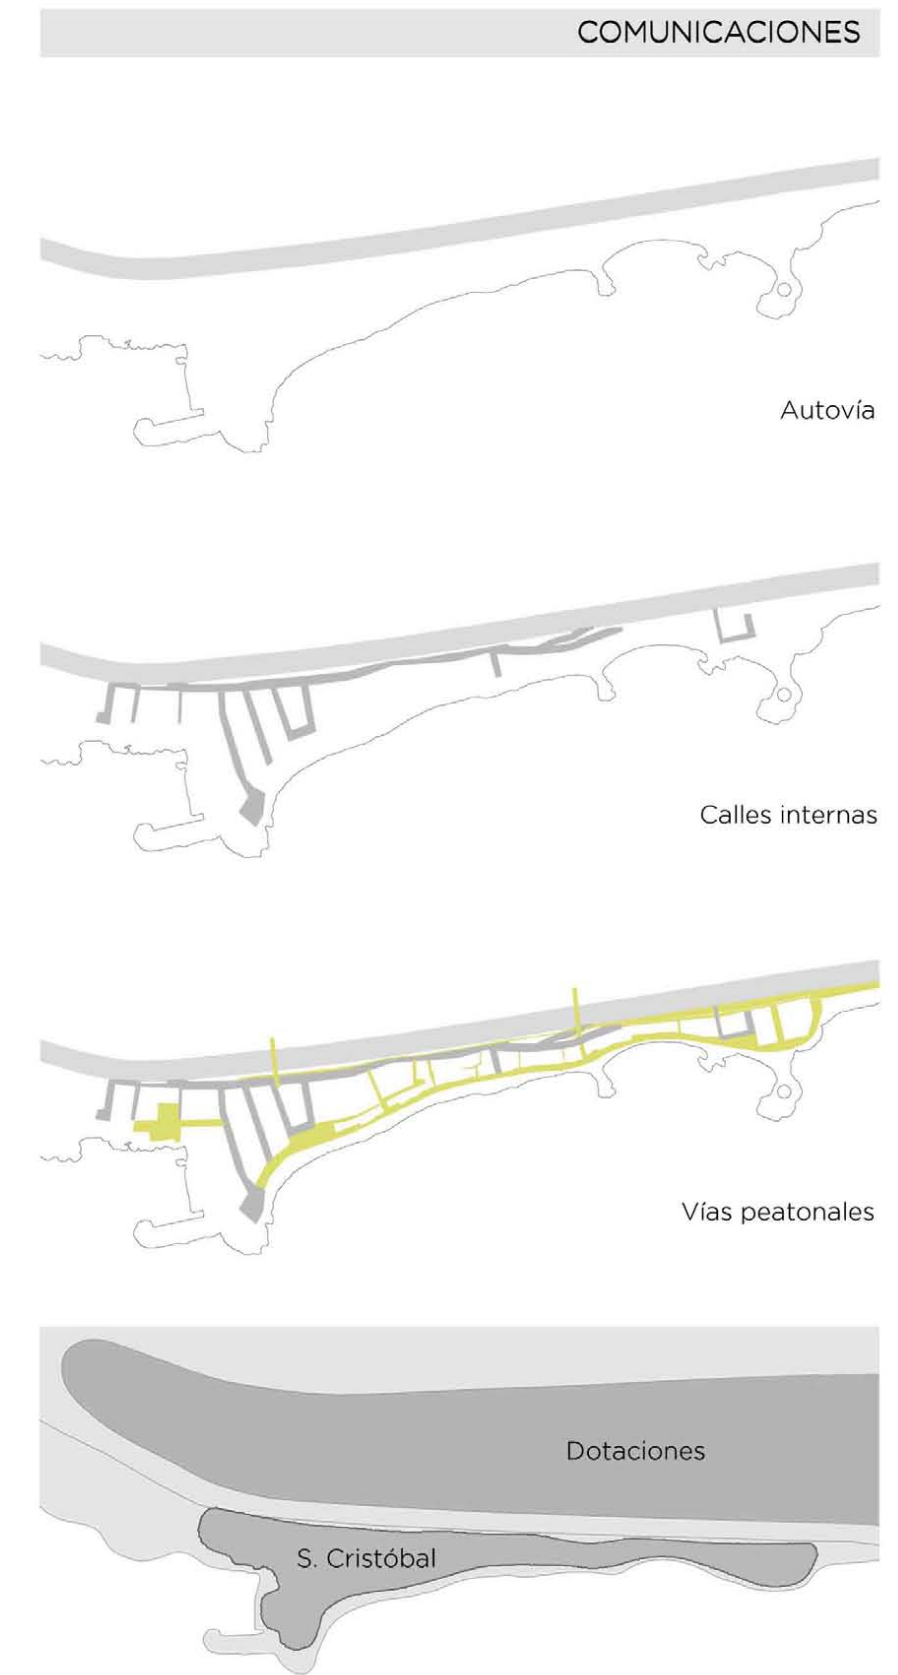 COMUNICACIONES
Autovía
Calles internas
Vías peatonales
Dotaciones
S. Cristóbal